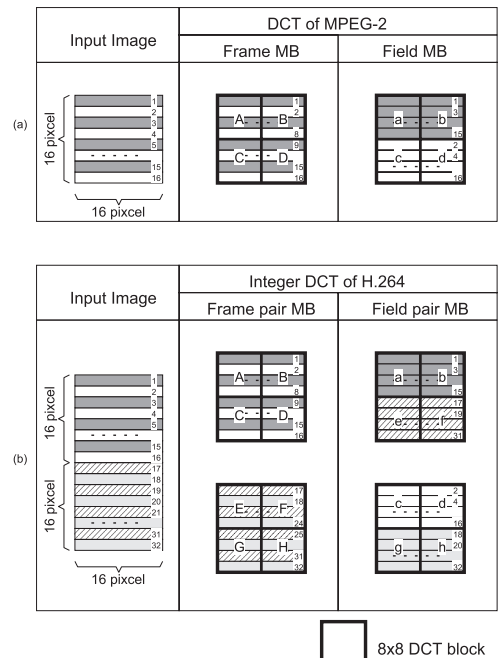 Input Image
DCT of MPEG-2
Frame MB
Field MB
(a)
16 pixcel
1
2
3
4
5
15
16
16 pixcel
A
B
C
D
1
2
8
9
15
16
a
b
c
d
1
3
15
2
4
16
Input Image
Integer DCT of H.264
Frame pair MB
Field pair MB
(b)
16 pixcel
16 pixcel
1
2
3
4
5
15
16
17
18
19
20
21
31
32
16 pixcel
A
B
C
D
1
2
8
9
15
16
a
b
e
f
1
3
15
17
19
31
E
F
G
H
17
18
24
25
31
32
c
d
g
h
2
4
16
18
20
32
8x8 DCT block